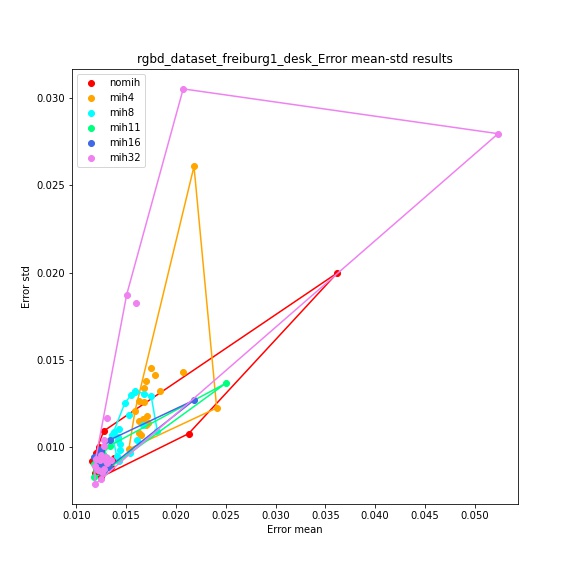 rgbd_dataset_freiburg1_desk_Error mean-std results
nomih
mih4
mih8
mih11
mih16
mih32
Error std
0.030
0.025
0.020
0.015
0.010
0.010 0.015 0.020 0.025 0.030 0.035 0.040 0.045 0.050
Error mean